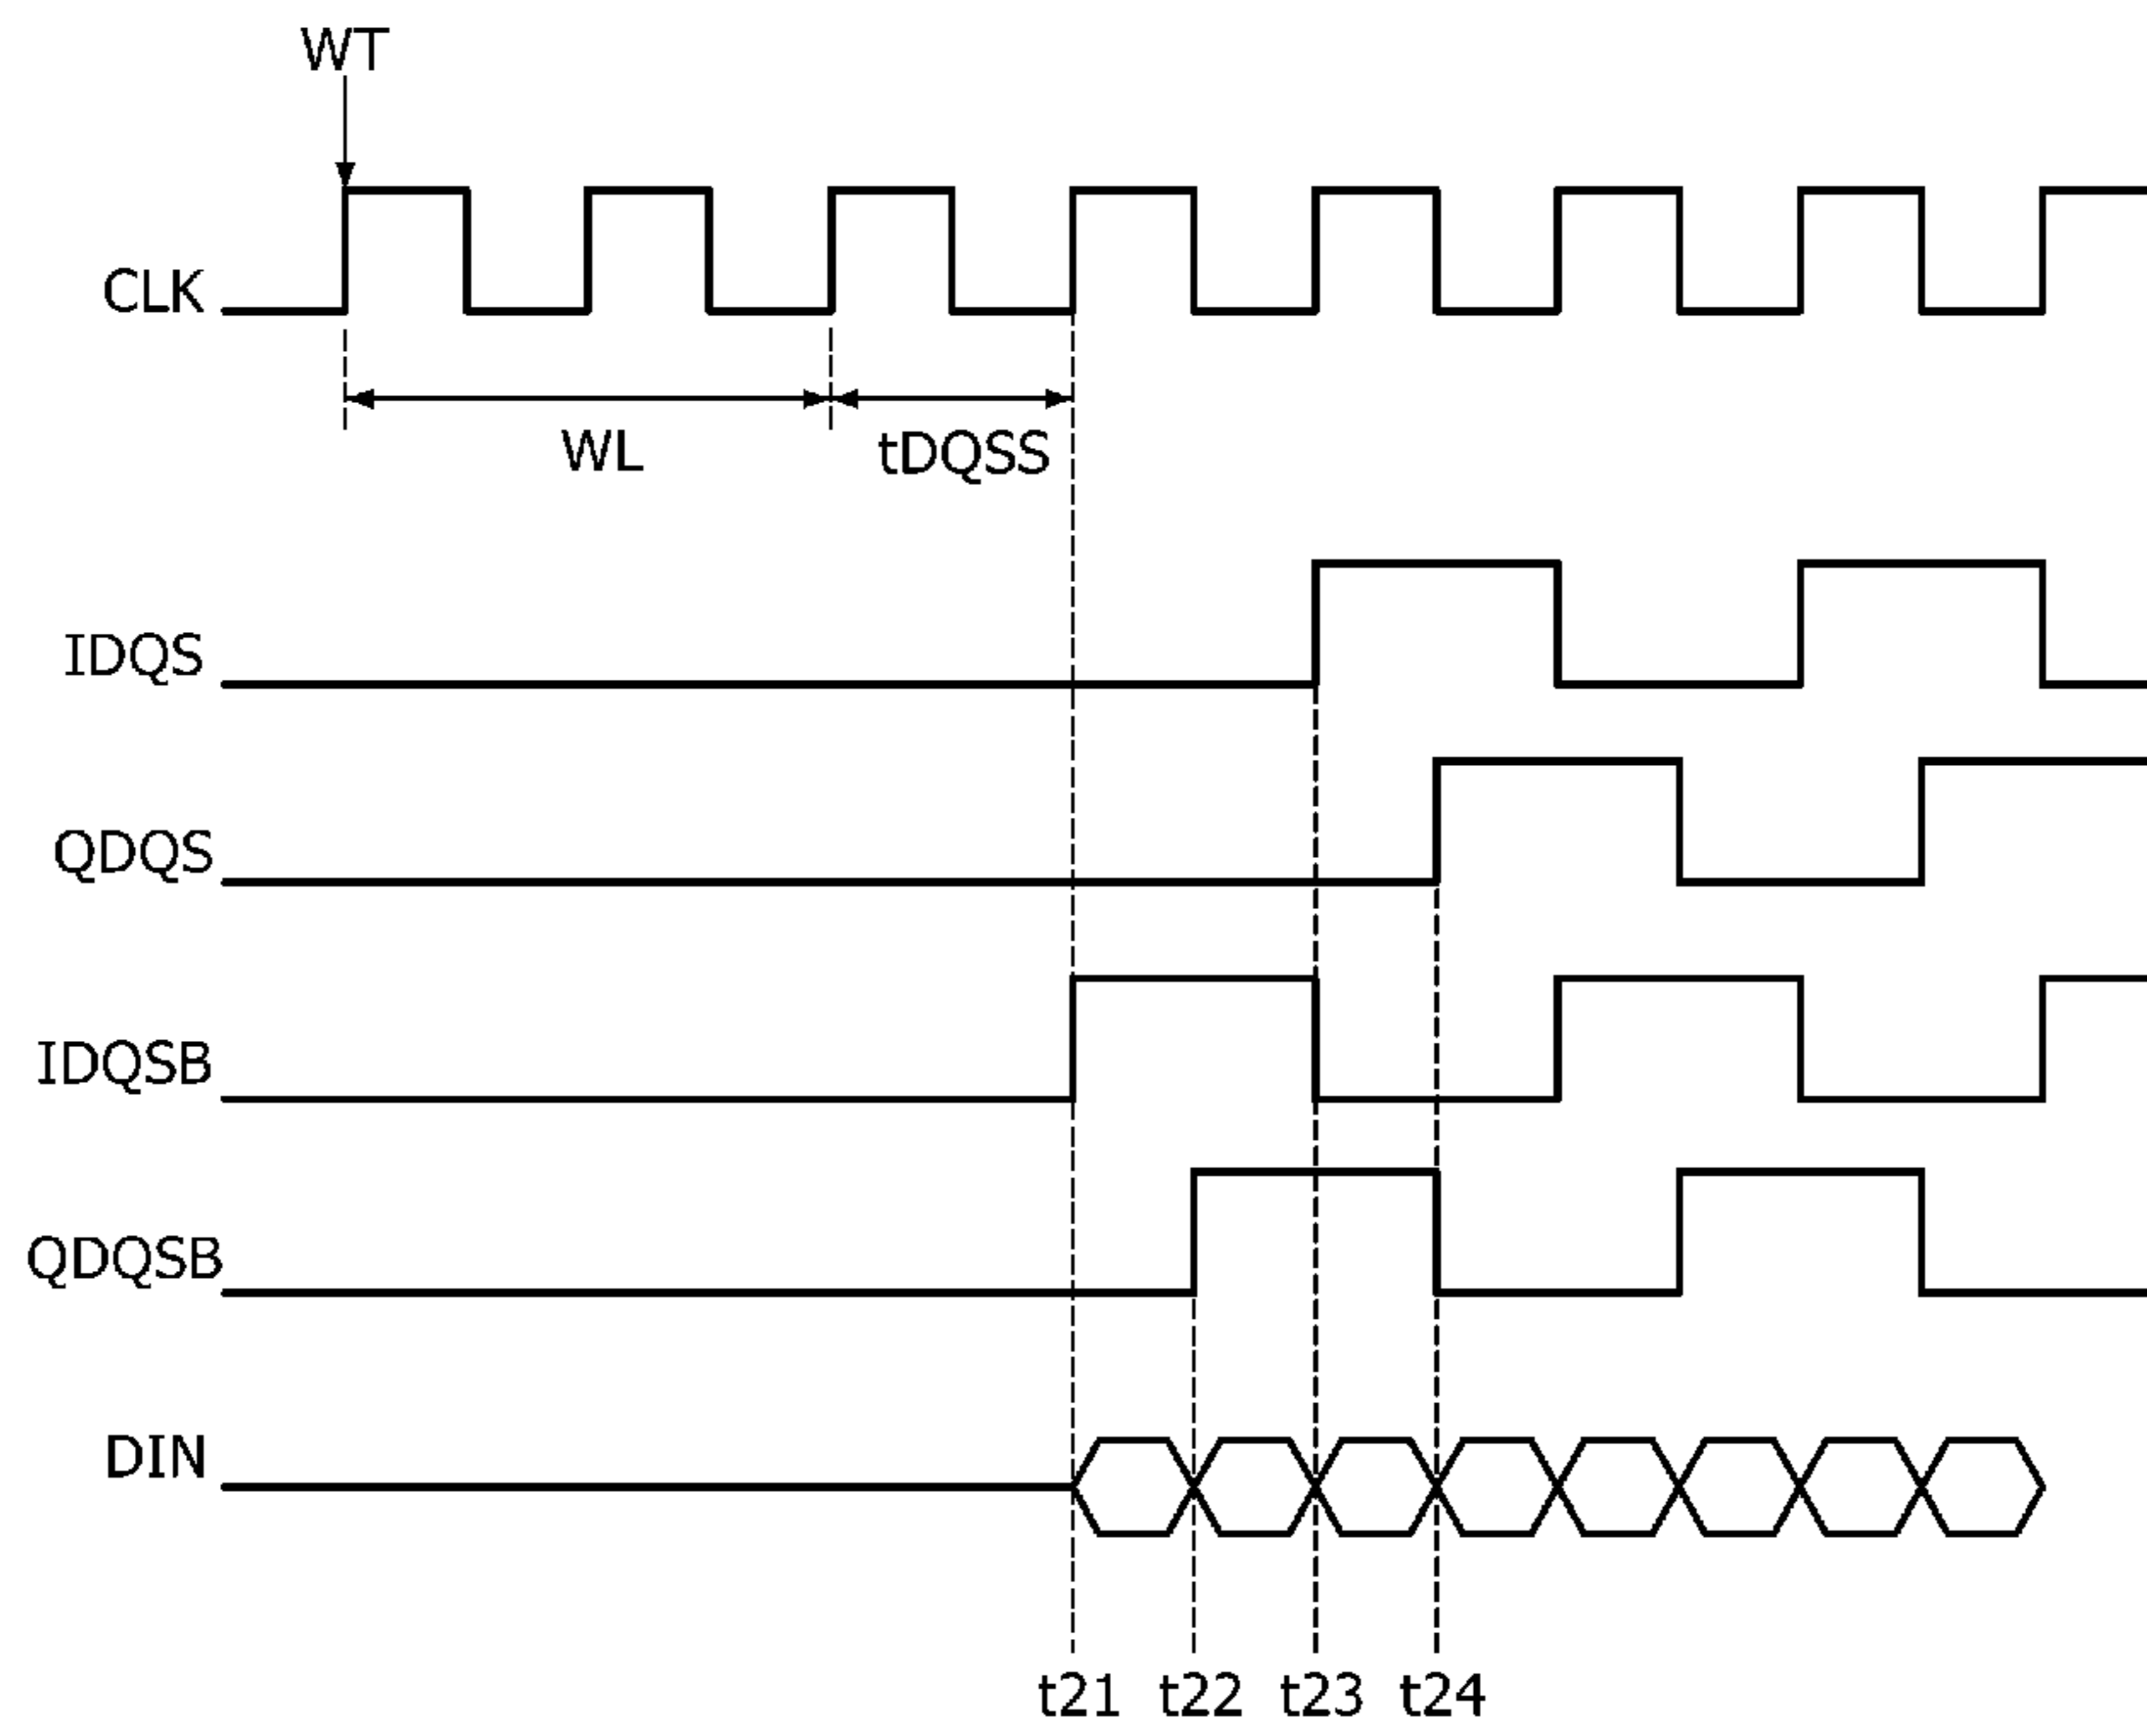 WT
CLK
WL
tDQSS
IDQS
QDQS
IDQSB
QDQSB
DIN
t21 t22 t23 t24